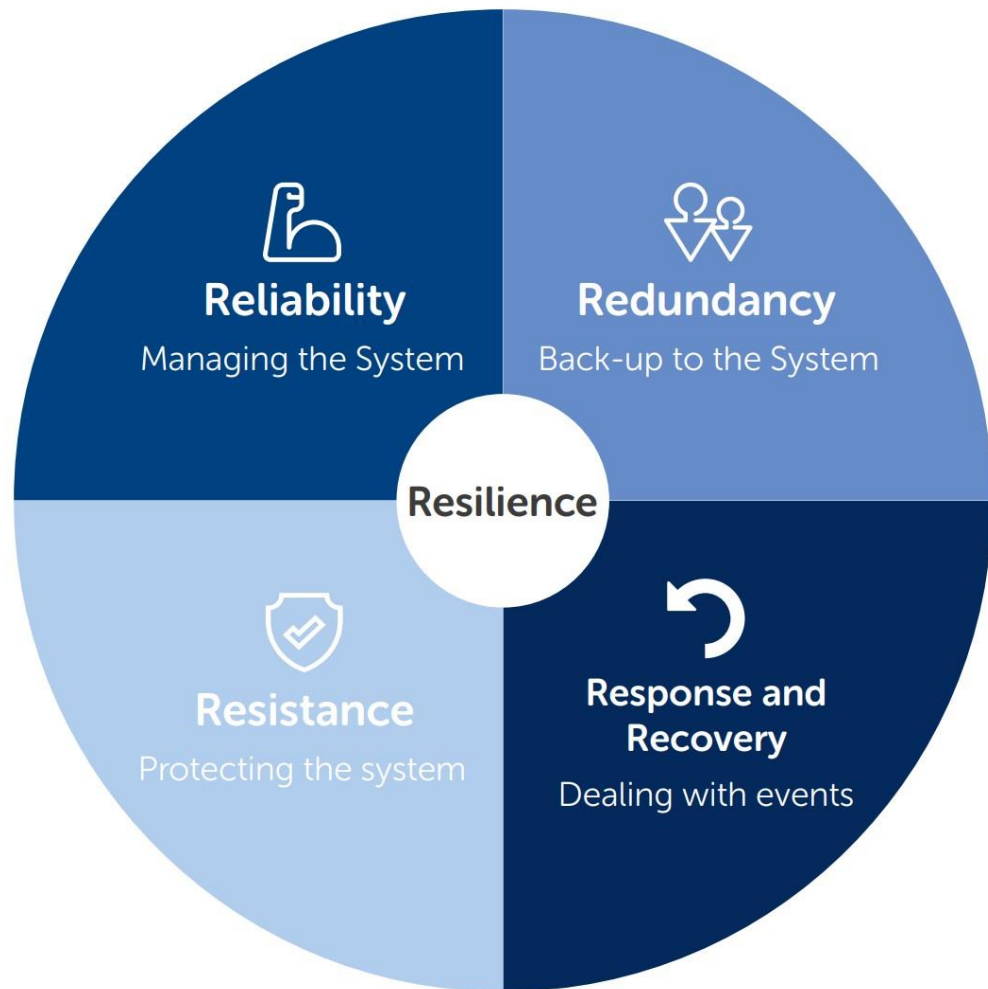 Reliability
Managing the System
Redundancy
Back-up to the System
Resilience
Resistance
Protecting the system
Response and
Recovery
Dealing with events